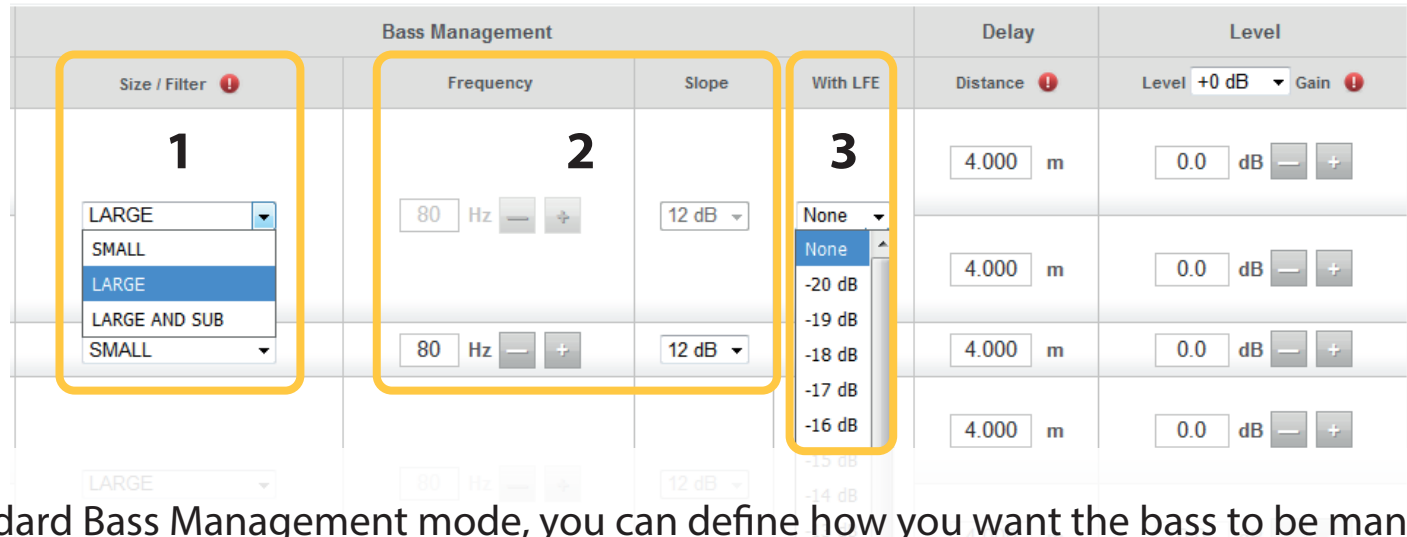 Bass Management Delay Level
Size / Filter ! Frequency Slope With LFE Distance ! Level +0 dB Gain !
1 2 3
4.000 m 0.0 dB — +
LARGE 80 Hz — + 12 dB None
SMALL None
LARGE -20 dB 4.000 m 0.0 dB — +
LARGE AND SUB -19 dB
SMALL 80 Hz — + 12 dB -18 dB 4.000 m 0.0 dB — +
-17 dB
-16 dB 4.000 m 0.0 dB — +
-15 dB
LARGE 80 Hz — + 12 dB -14 dB
dard Bass Management mode, you can define how you want the bass to be man